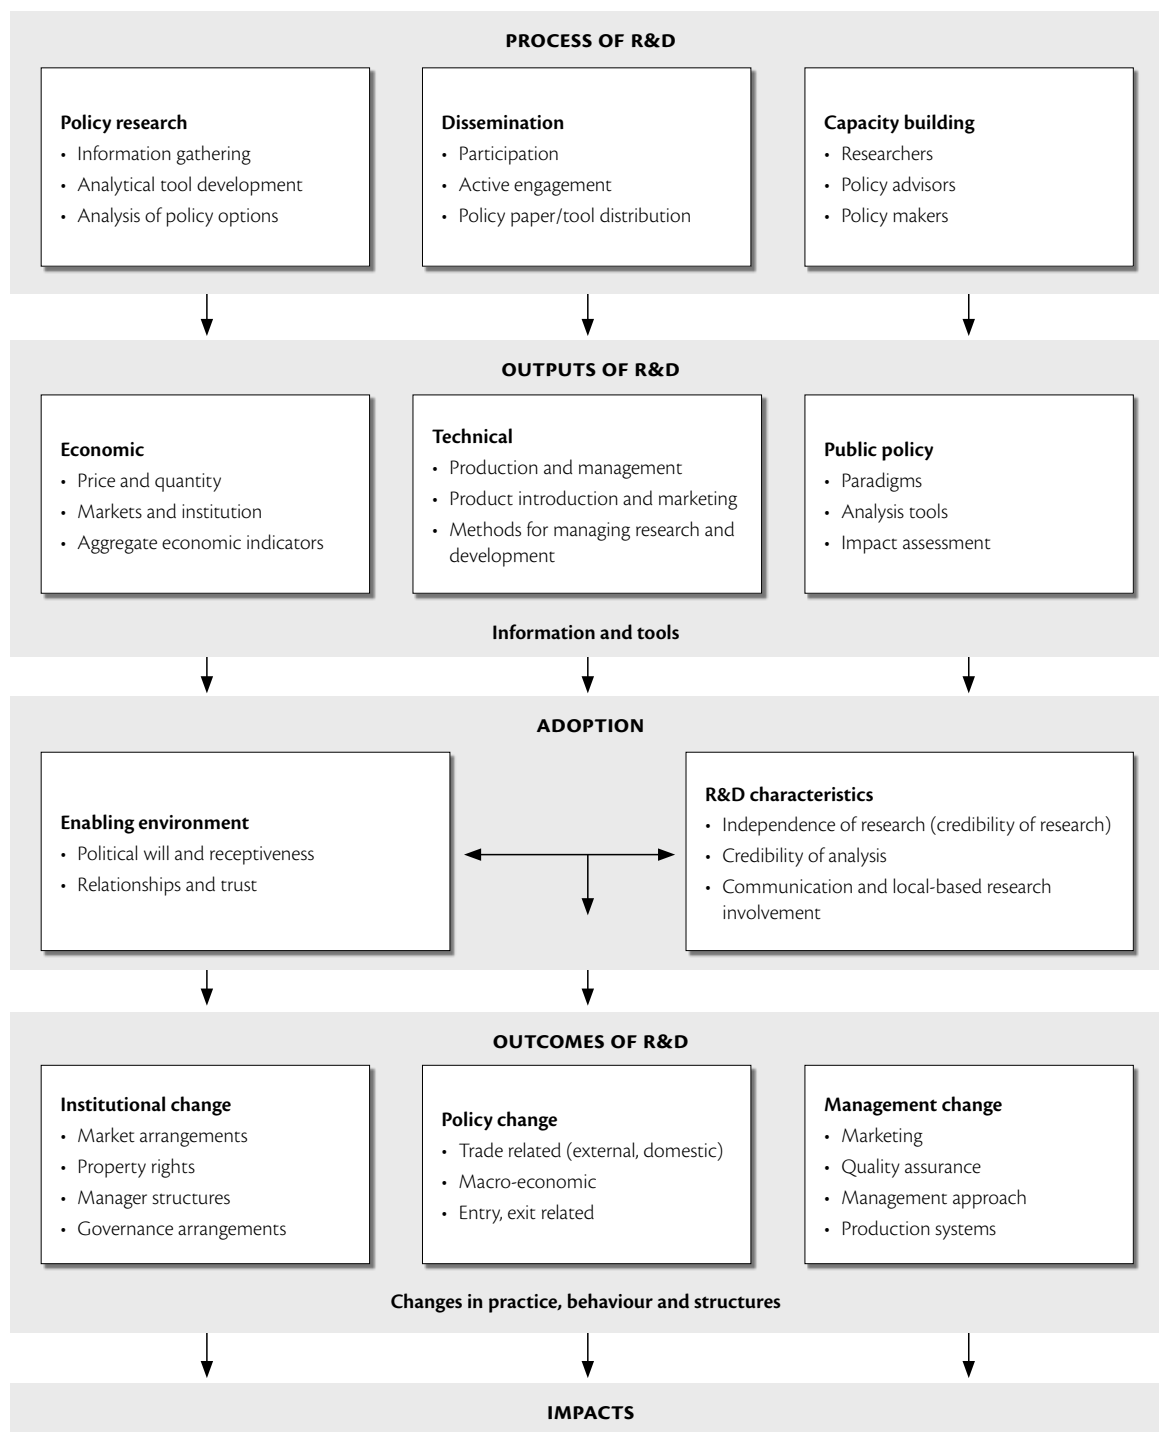 PROCESS OF R&D
Policy research
• Information gathering
• Analytical tool development
• Analysis of policy options
Dissemination
• Participation
• Active engagement
• Policy paper/tool distribution
Capacity building
• Researchers
• Policy advisors
• Policy makers
OUTPUTS OF R&D
Economic
• Price and quantity
• Markets and institution
• Aggregate economic indicators
Technical
• Production and management
• Product introduction and marketing
• Methods for managing research and
development
Public policy
• Paradigms
• Analysis tools
• Impact assessment
Information and tools
ADOPTION
Enabling environment
• Political will and receptiveness
• Relationships and trust
R&D characteristics
• Independence of research (credibility of research)
• Credibility of analysis
• Communication and local-based research
involvement
OUTCOMES OF R&D
Institutional change
• Market arrangements
• Property rights
• Manager structures
• Governance arrangements
Policy change
• Trade related (external, domestic)
• Macro-economic
• Entry, exit related
Management change
• Marketing
• Quality assurance
• Management approach
• Production systems
Changes in practice, behaviour and structures
IMPACTS